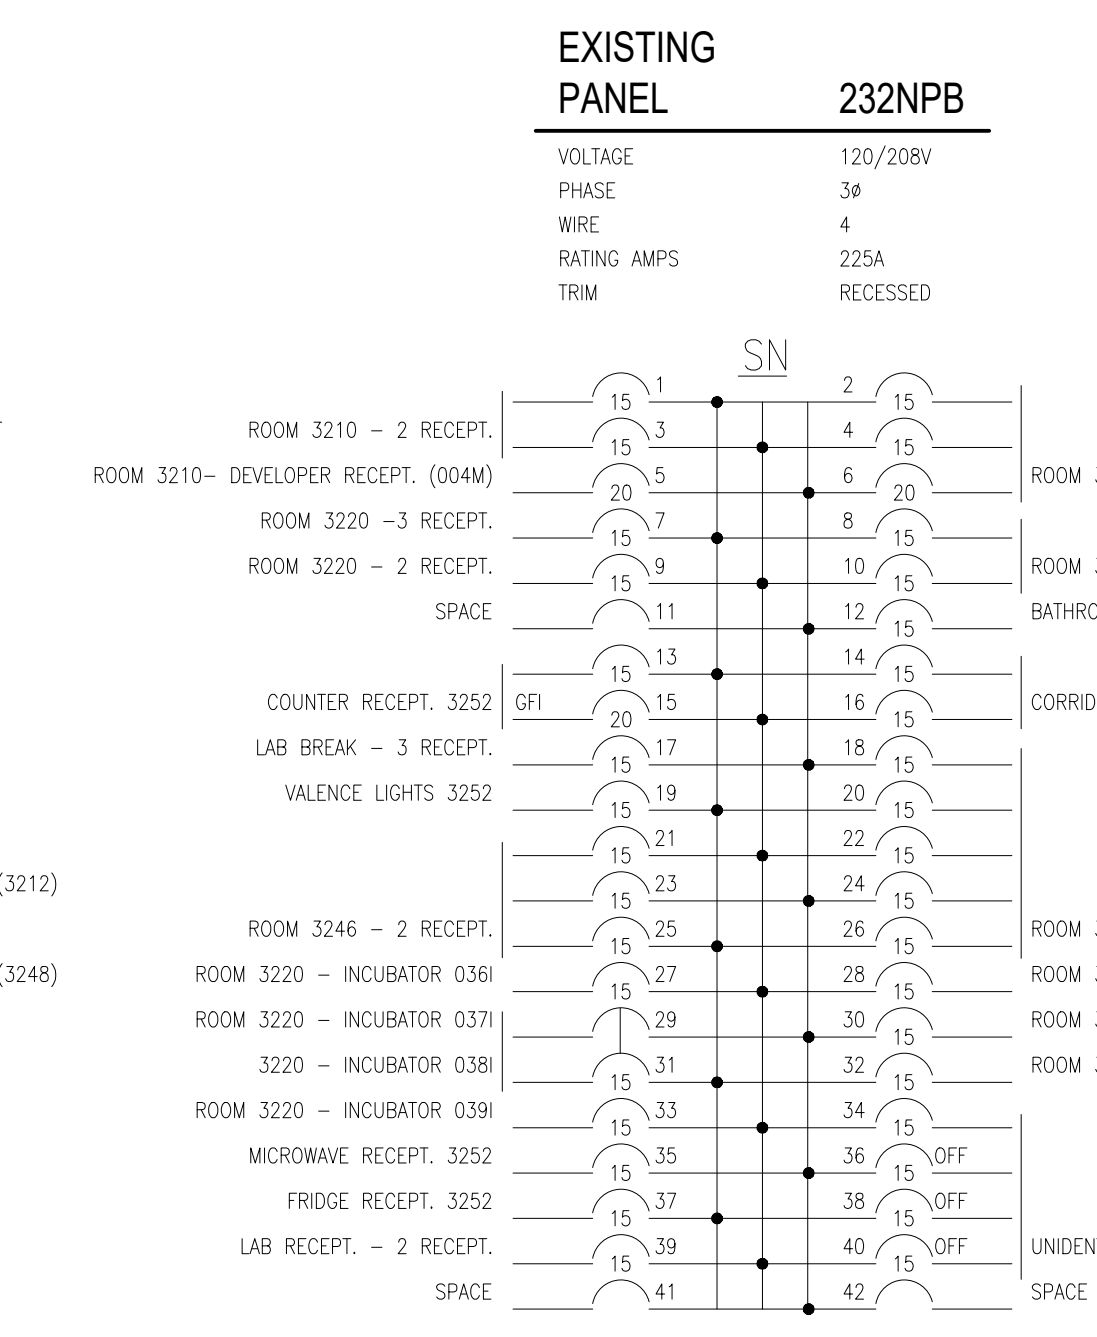 EXISTING
PANEL 232NPB
VOLTAGE 120/208V
PHASE 3ø
WIRE 4
RATING AMPS 225A
TRIM RECESSED
SN
1 2
15 15
ROOM 3210 – 2 RECEPT. 3 4
15 15
ROOM 3210– DEVELOPER RECEPT. (004M) 5 6 ROOM
20 20
ROOM 3220 –3 RECEPT. 7 8
15 15
ROOM 3220 – 2 RECEPT. 9 10 ROOM
15 15
SPACE 11 12
15
13 14
15 15
COUNTER RECEPT. 3252 GFI 15 16
20 15
LAB BREAK – 3 RECEPT. 17 18
15 15
VALENCE LIGHTS 3252 19 20
15 15
21 22
15 15
(3212) 23 24
15 15
ROOM 3246 – 2 RECEPT. 25 26 ROOM
15 15
(3248) ROOM 3220 – INCUBATOR 036I 27 28 ROOM
15 15
ROOM 3220 – INCUBATOR 037I 29 30 ROOM
15
3220 – INCUBATOR 038I 31 32 ROOM
15 15
ROOM 3220 – INCUBATOR 039I 33 34
15 15
MICROWAVE RECEPT. 3252 35 36 OFF
15 15
FRIDGE RECEPT. 3252 37 38 OFF
15 15
LAB RECEPT. – 2 RECEPT. 39 40 OFF
15 15
SPACE 41 42 SPACE